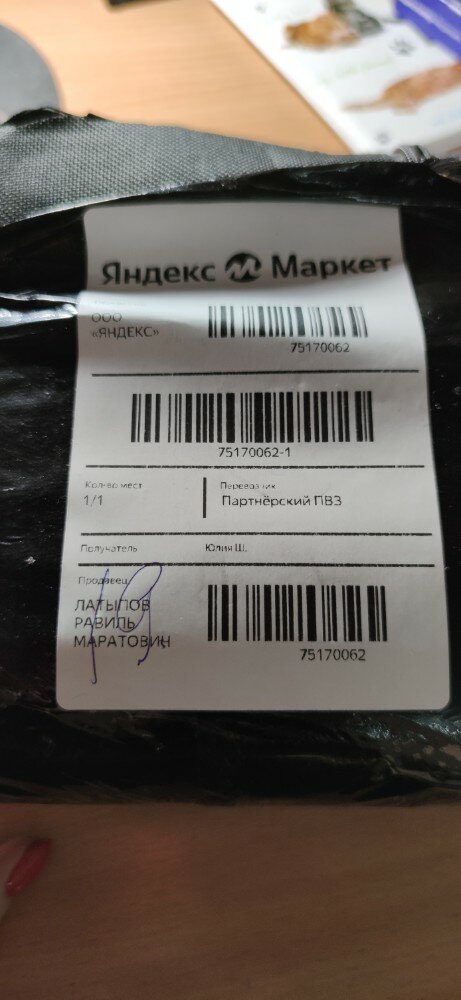 Яндекс Маркет
ООО
«ЯНДЕКС»
75170062
75170062-1
Кол-во мест
1/1
Перевозчик
Партнёрский ПВЗ
Получатель
Юлия Ш.
Продавец
ЛАТЫПОВ
РАВИЛЬ
МАРАТОВИЧ
75170062